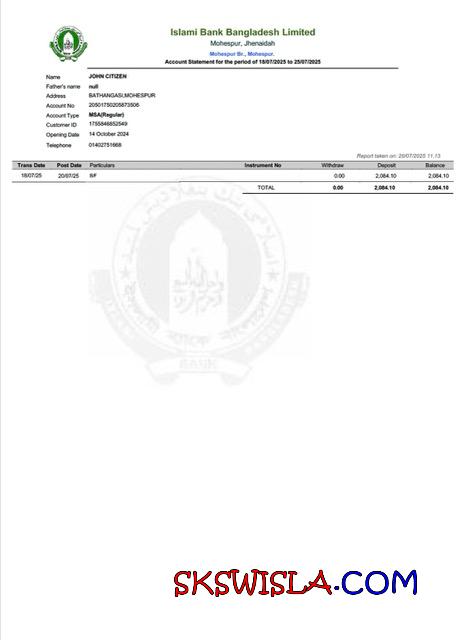 Islami Bank Bangladesh Limited
Mohespur, Jhenaidah
Mohespur Br., Mohespur.
Account Statement for the period of 18/07/2025 to 25/07/2025
Name JOHN CITIZEN
Father's name null
Address BATHANGASI,MOHESPUR
Account No 20501750205873506
Account Type MSA(Regular)
Customer ID 1755846852549
Opening Date 14 October 2024
Telephone 01402751668
Report taken on: 20/07/2025 11.13
Trans Date Post Date Particulars Instrument No Withdraw Deposit Balance
18/07/25 20/07/25 B/F 0.00 2,084.10 2,084.10
TOTAL 0.00 2,084.10 2,084.10
BANK
SKSWISLA.COM